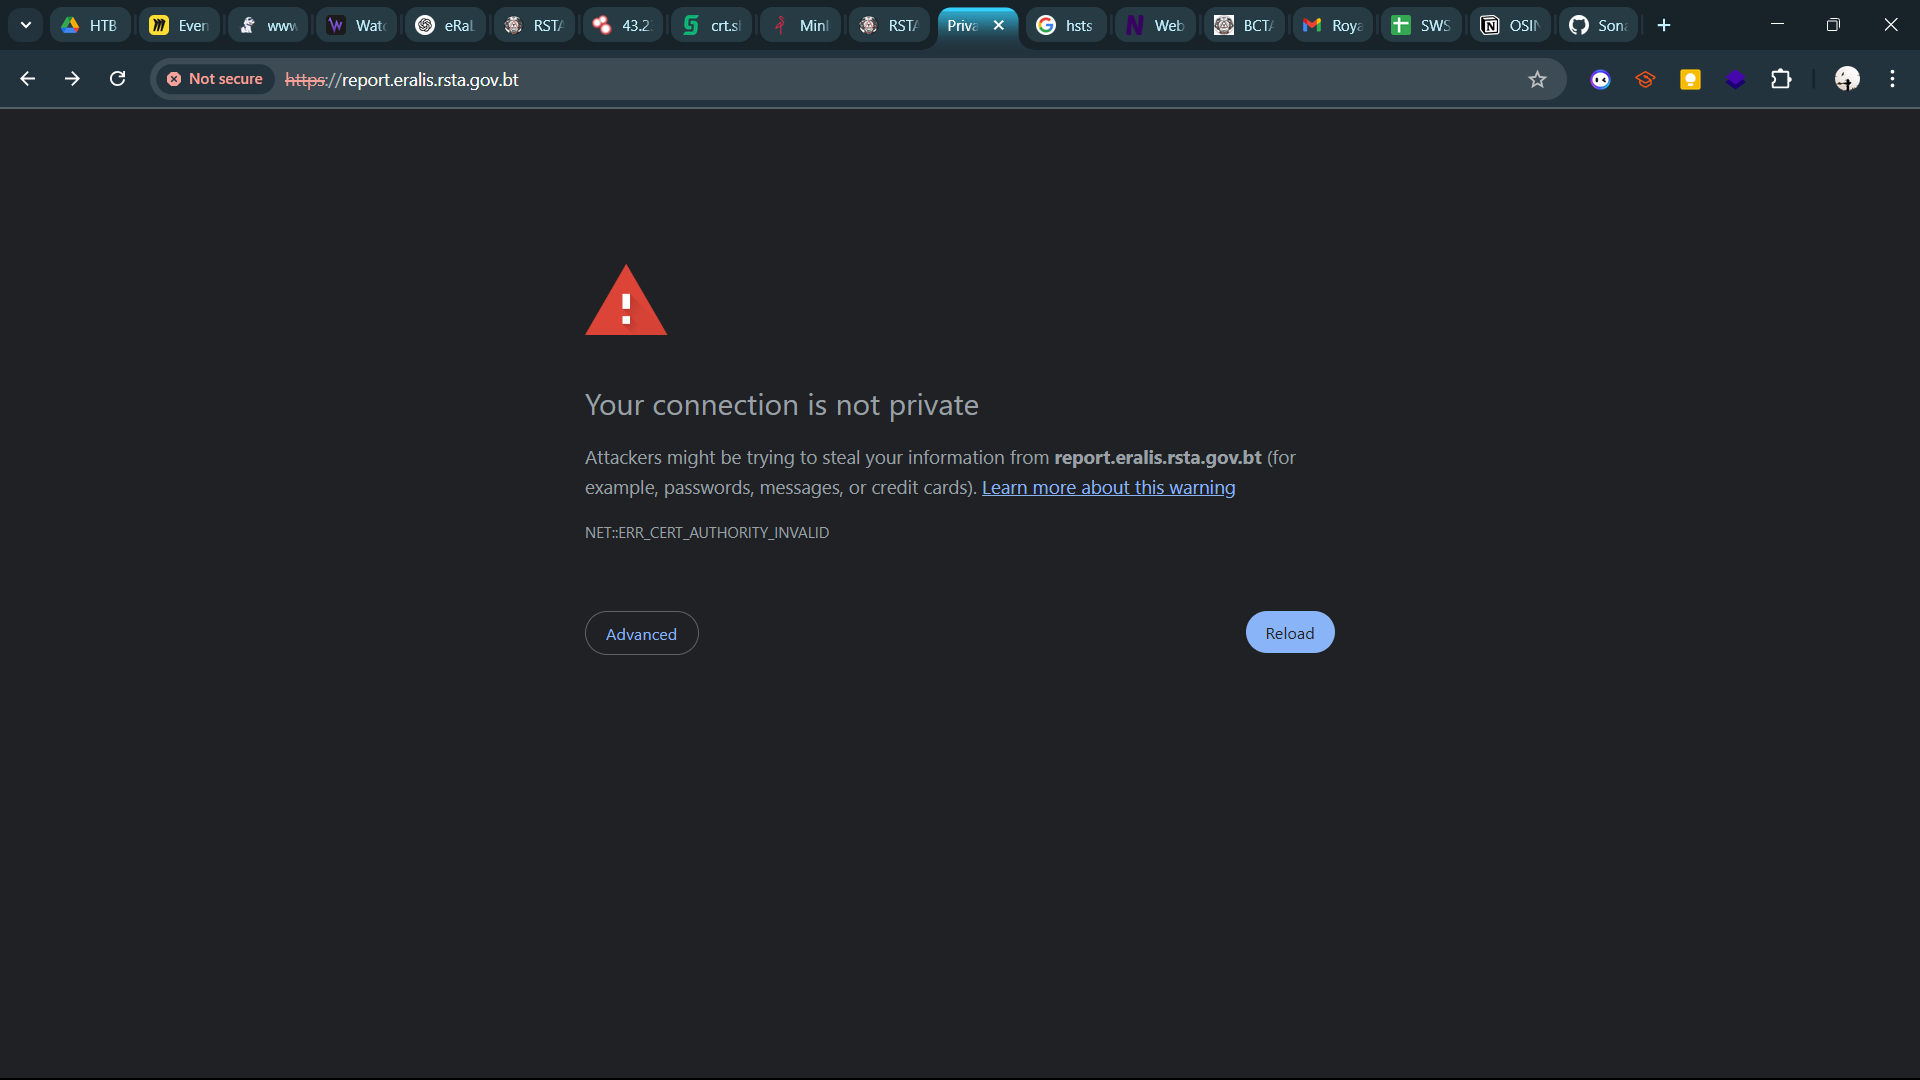 HTB
Even
www
Wat
eRaL
RSTA
43.2
crt.sl
Minl
RSTA
Priva
hsts
Web
BCTA
Roya
SWS
OSIN
Sona
Not secure
https://report.eralis.rsta.gov.bt
Your connection is not private
Attackers might be trying to steal your information from report.eralis.rsta.gov.bt (for
example, passwords, messages, or credit cards). Learn more about this warning
NET::ERR_CERT_AUTHORITY_INVALID
Advanced
Reload